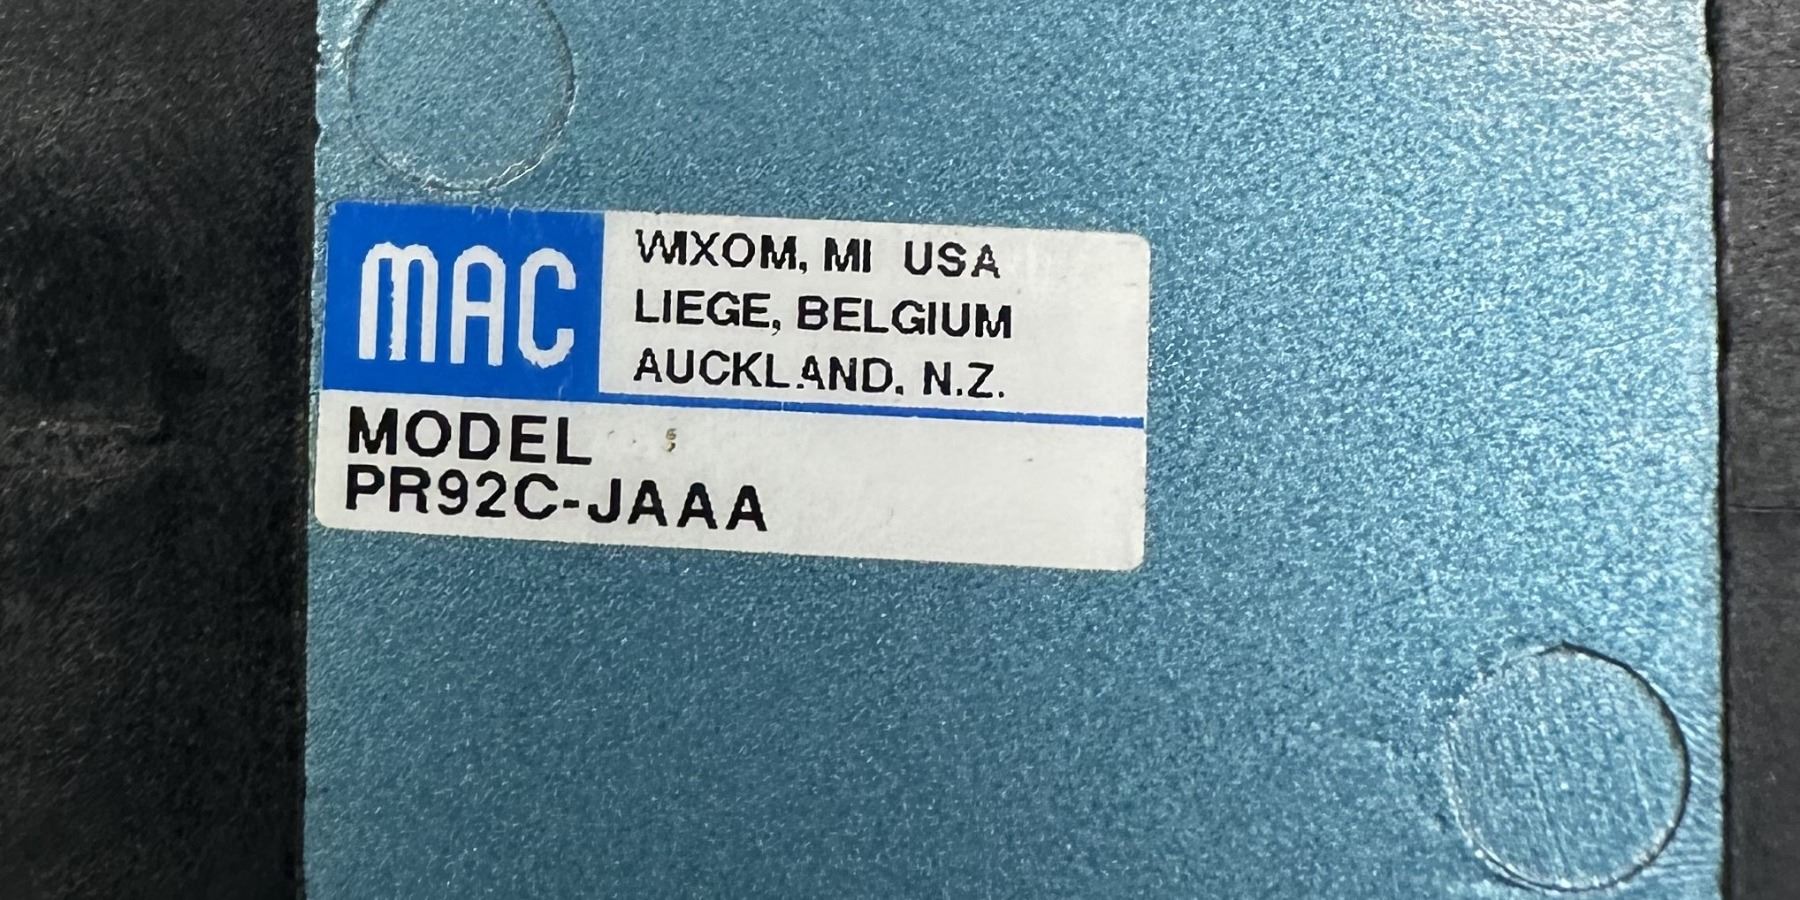 MAC
WIXOM, MI USA
LIEGE, BELGIUM
AUCKLAND, N.Z.
MODEL
PR92C-JAAA